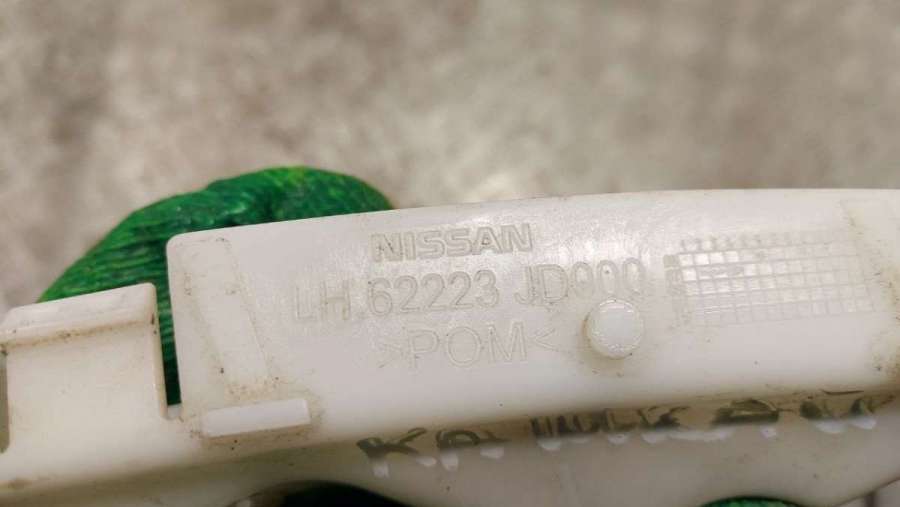 NISSAN
LH 62223 JD000
>POM<